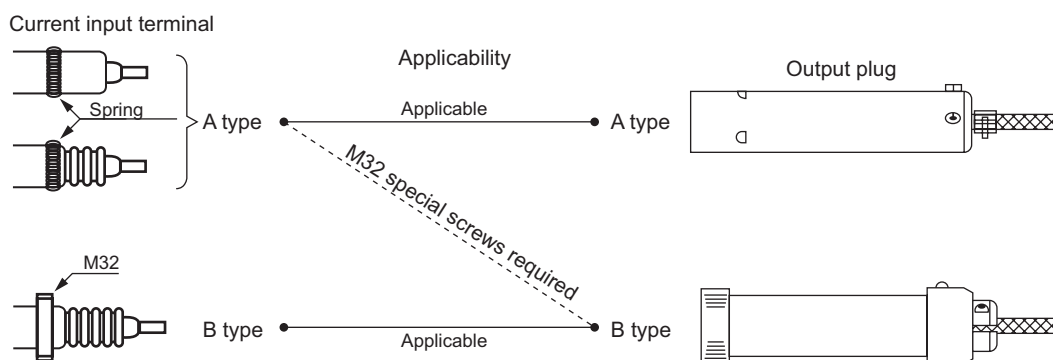 Current input terminal
Applicability
Output plug
Spring
A type
Applicable
A type
M32 special screws required
M32
B type
Applicable
B type